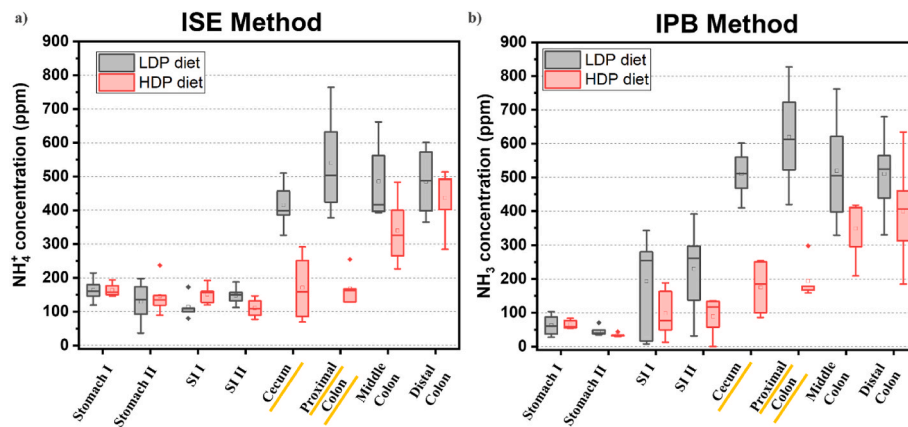 a)
ISE Method
900
800
700
600
500
400
300
200
100
0
NH₄⁺ concentration (ppm)
LDP diet
HDP diet
Stomach I
Stomach II
SI I
SI II
Cecum
Proximal
Colon
Middle
Colon
Distal
Colon
b)
IPB Method
900
800
700
600
500
400
300
200
100
0
NH₃ concentration (ppm)
LDP diet
HDP diet
Stomach I
Stomach II
SI I
SI II
Cecum
Proximal
Colon
Middle
Colon
Distal
Colon